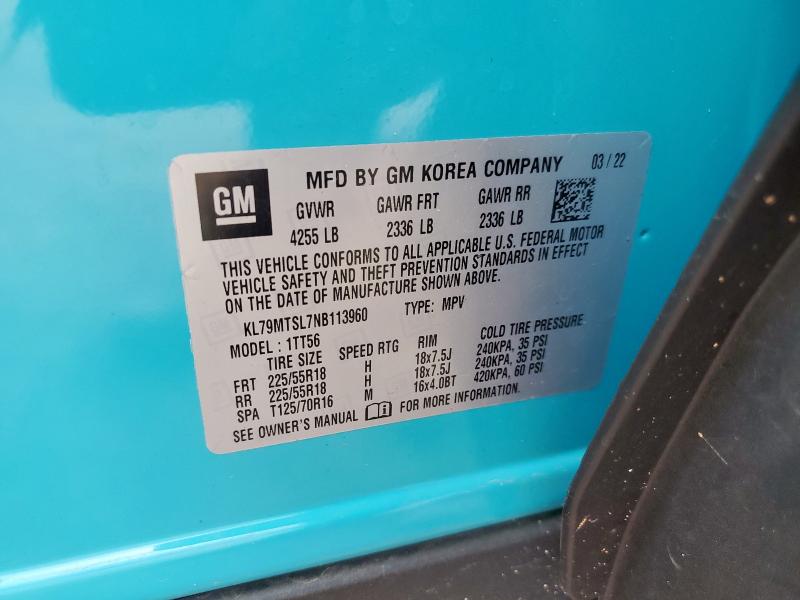 GM
MFD BY GM KOREA COMPANY 03 / 22
GVWR GAWR FRT GAWR RR
4255 LB 2336 LB 2336 LB
THIS VEHICLE CONFORMS TO ALL APPLICABLE U.S. FEDERAL MOTOR
VEHICLE SAFETY AND THEFT PREVENTION STANDARDS IN EFFECT
ON THE DATE OF MANUFACTURE SHOWN ABOVE.
KL79MTSL7NB113960 TYPE: MPV
MODEL : 1TT56
TIRE SIZE SPEED RTG RIM COLD TIRE PRESSURE
FRT 225/55R18 H 18x7.5J 240KPA, 35 PSI
RR 225/55R18 H 18x7.5J 240KPA, 35 PSI
SPA T125/70R16 M 16x4.0BT 420KPA, 60 PSI
SEE OWNER'S MANUAL FOR MORE INFORMATION.